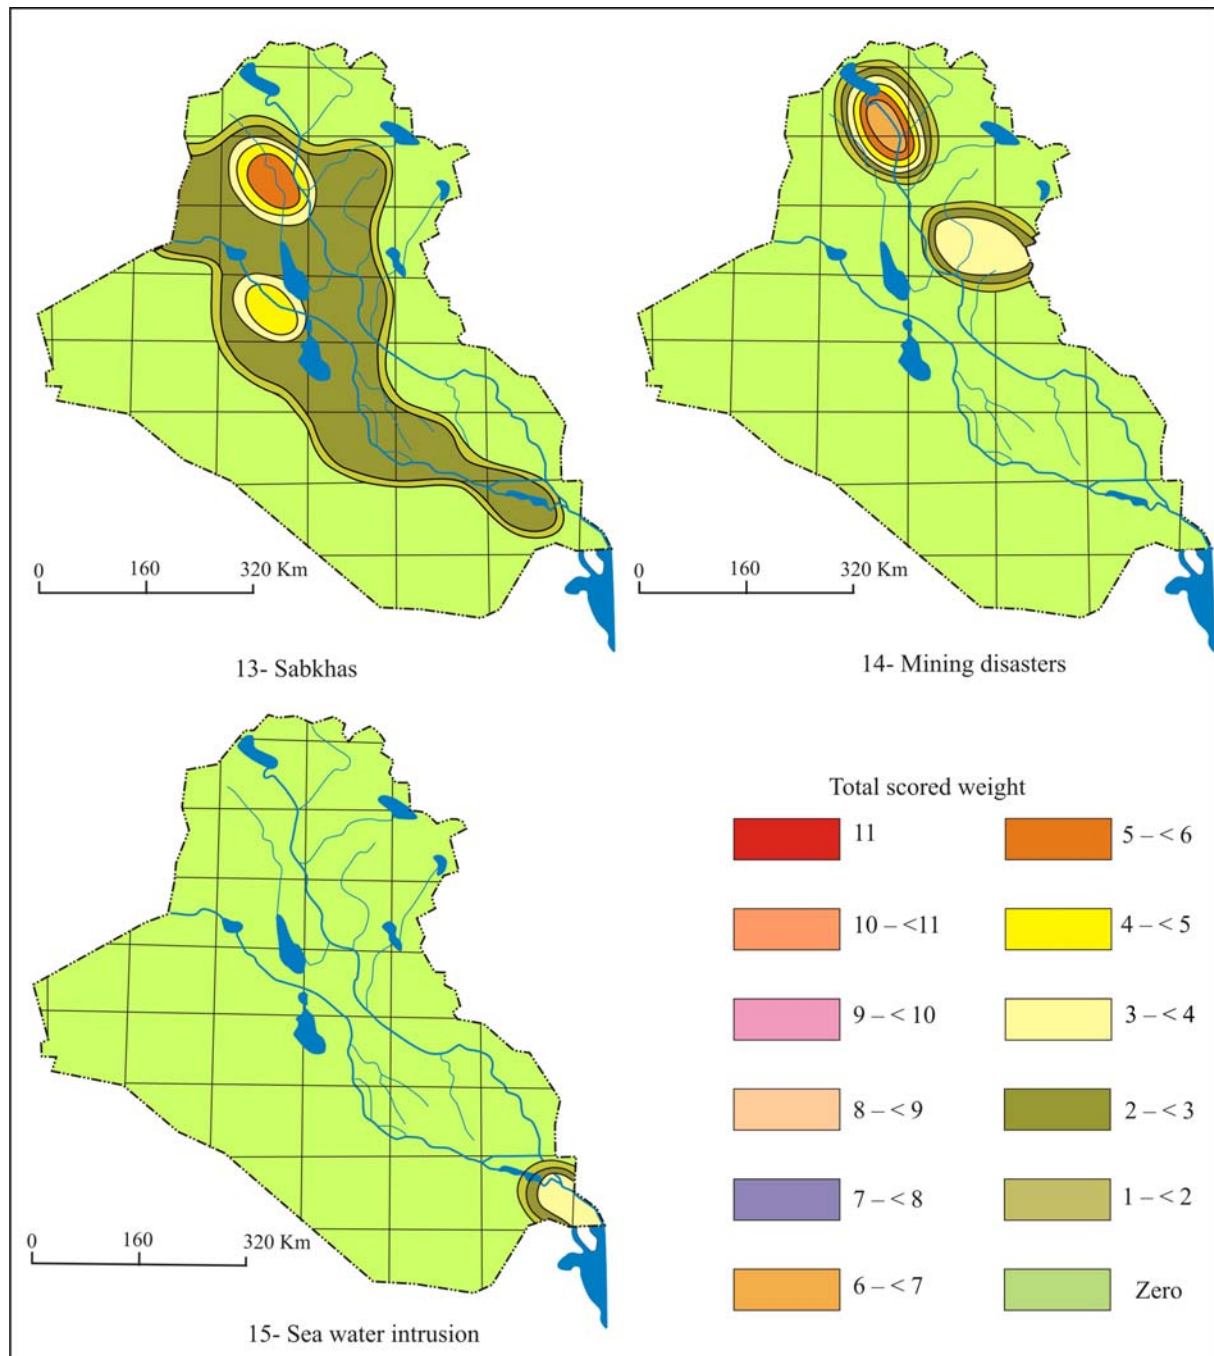 0 160 320 Km
13- Sabkhas
0 160 320 Km
14- Mining disasters
0 160 320 Km
15- Sea water intrusion
Total scored weight
11
10 – <11
9 – < 10
8 – < 9
7 – < 8
6 – < 7
5 – < 6
4 – < 5
3 – < 4
2 – < 3
1 – < 2
Zero